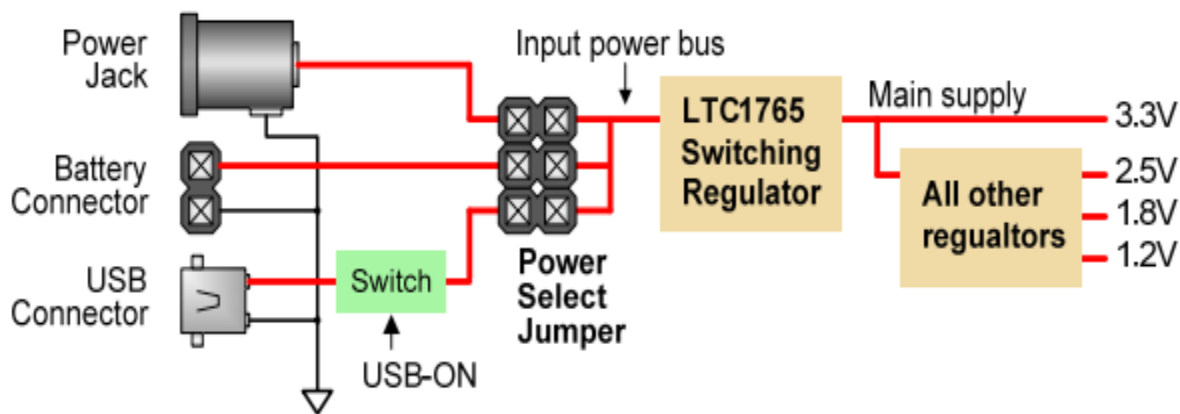 Power
Jack
Battery
Connector
USB
Connector
Switch
USB-ON
Power
Select
Jumper
Input power bus
LTC1765
Switching
Regulator
Main supply
All other
regualtors
3.3V
2.5V
1.8V
1.2V